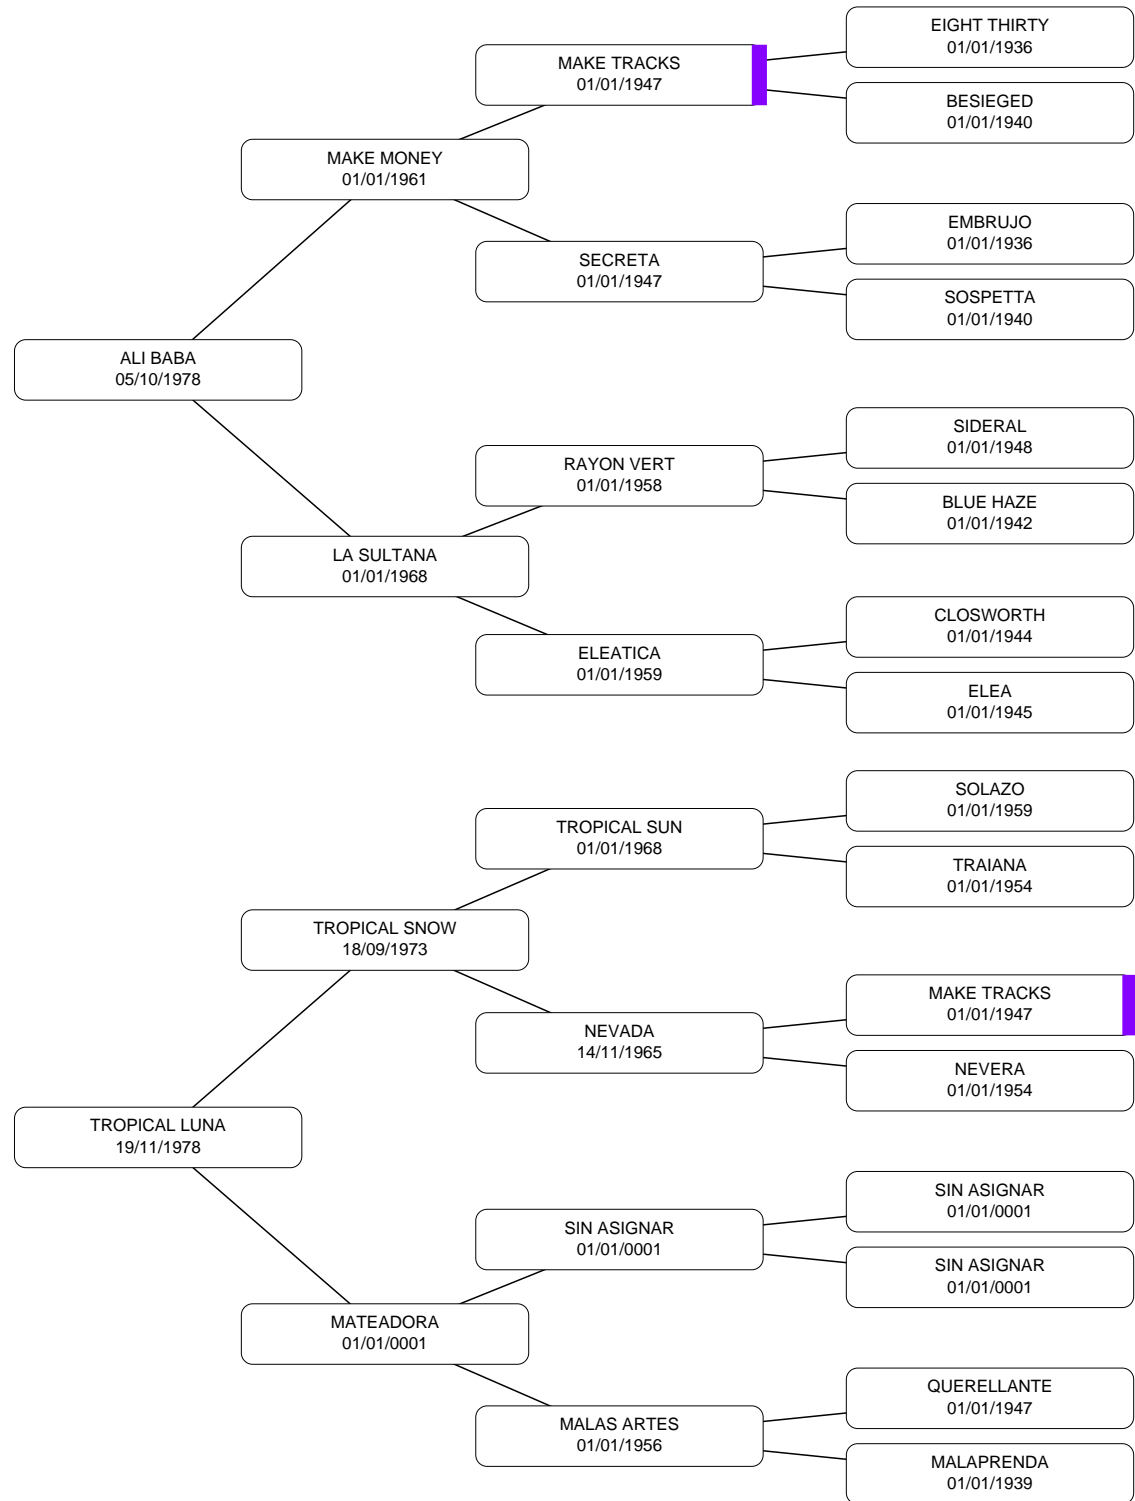 EIGHT THIRTY
01/01/1936
MAKE TRACKS
01/01/1947
BESIEGED
01/01/1940
MAKE MONEY
01/01/1961
EMBRUJO
01/01/1936
SECRETA
01/01/1947
SOSPETTA
01/01/1940
ALI BABA
05/10/1978
SIDERAL
01/01/1948
RAYON VERT
01/01/1958
BLUE HAZE
01/01/1942
LA SULTANA
01/01/1968
CLOSWORTH
01/01/1944
ELEATICA
01/01/1959
ELEA
01/01/1945
SOLAZO
01/01/1959
TROPICAL SUN
01/01/1968
TRAIANA
01/01/1954
TROPICAL SNOW
18/09/1973
MAKE TRACKS
01/01/1947
NEVADA
14/11/1965
NEVERA
01/01/1954
TROPICAL LUNA
19/11/1978
SIN ASIGNAR
01/01/0001
SIN ASIGNAR
01/01/0001
SIN ASIGNAR
01/01/0001
MATEADORA
01/01/0001
QUERELLANTE
01/01/1947
MALAS ARTES
01/01/1956
MALAPRENDA
01/01/1939